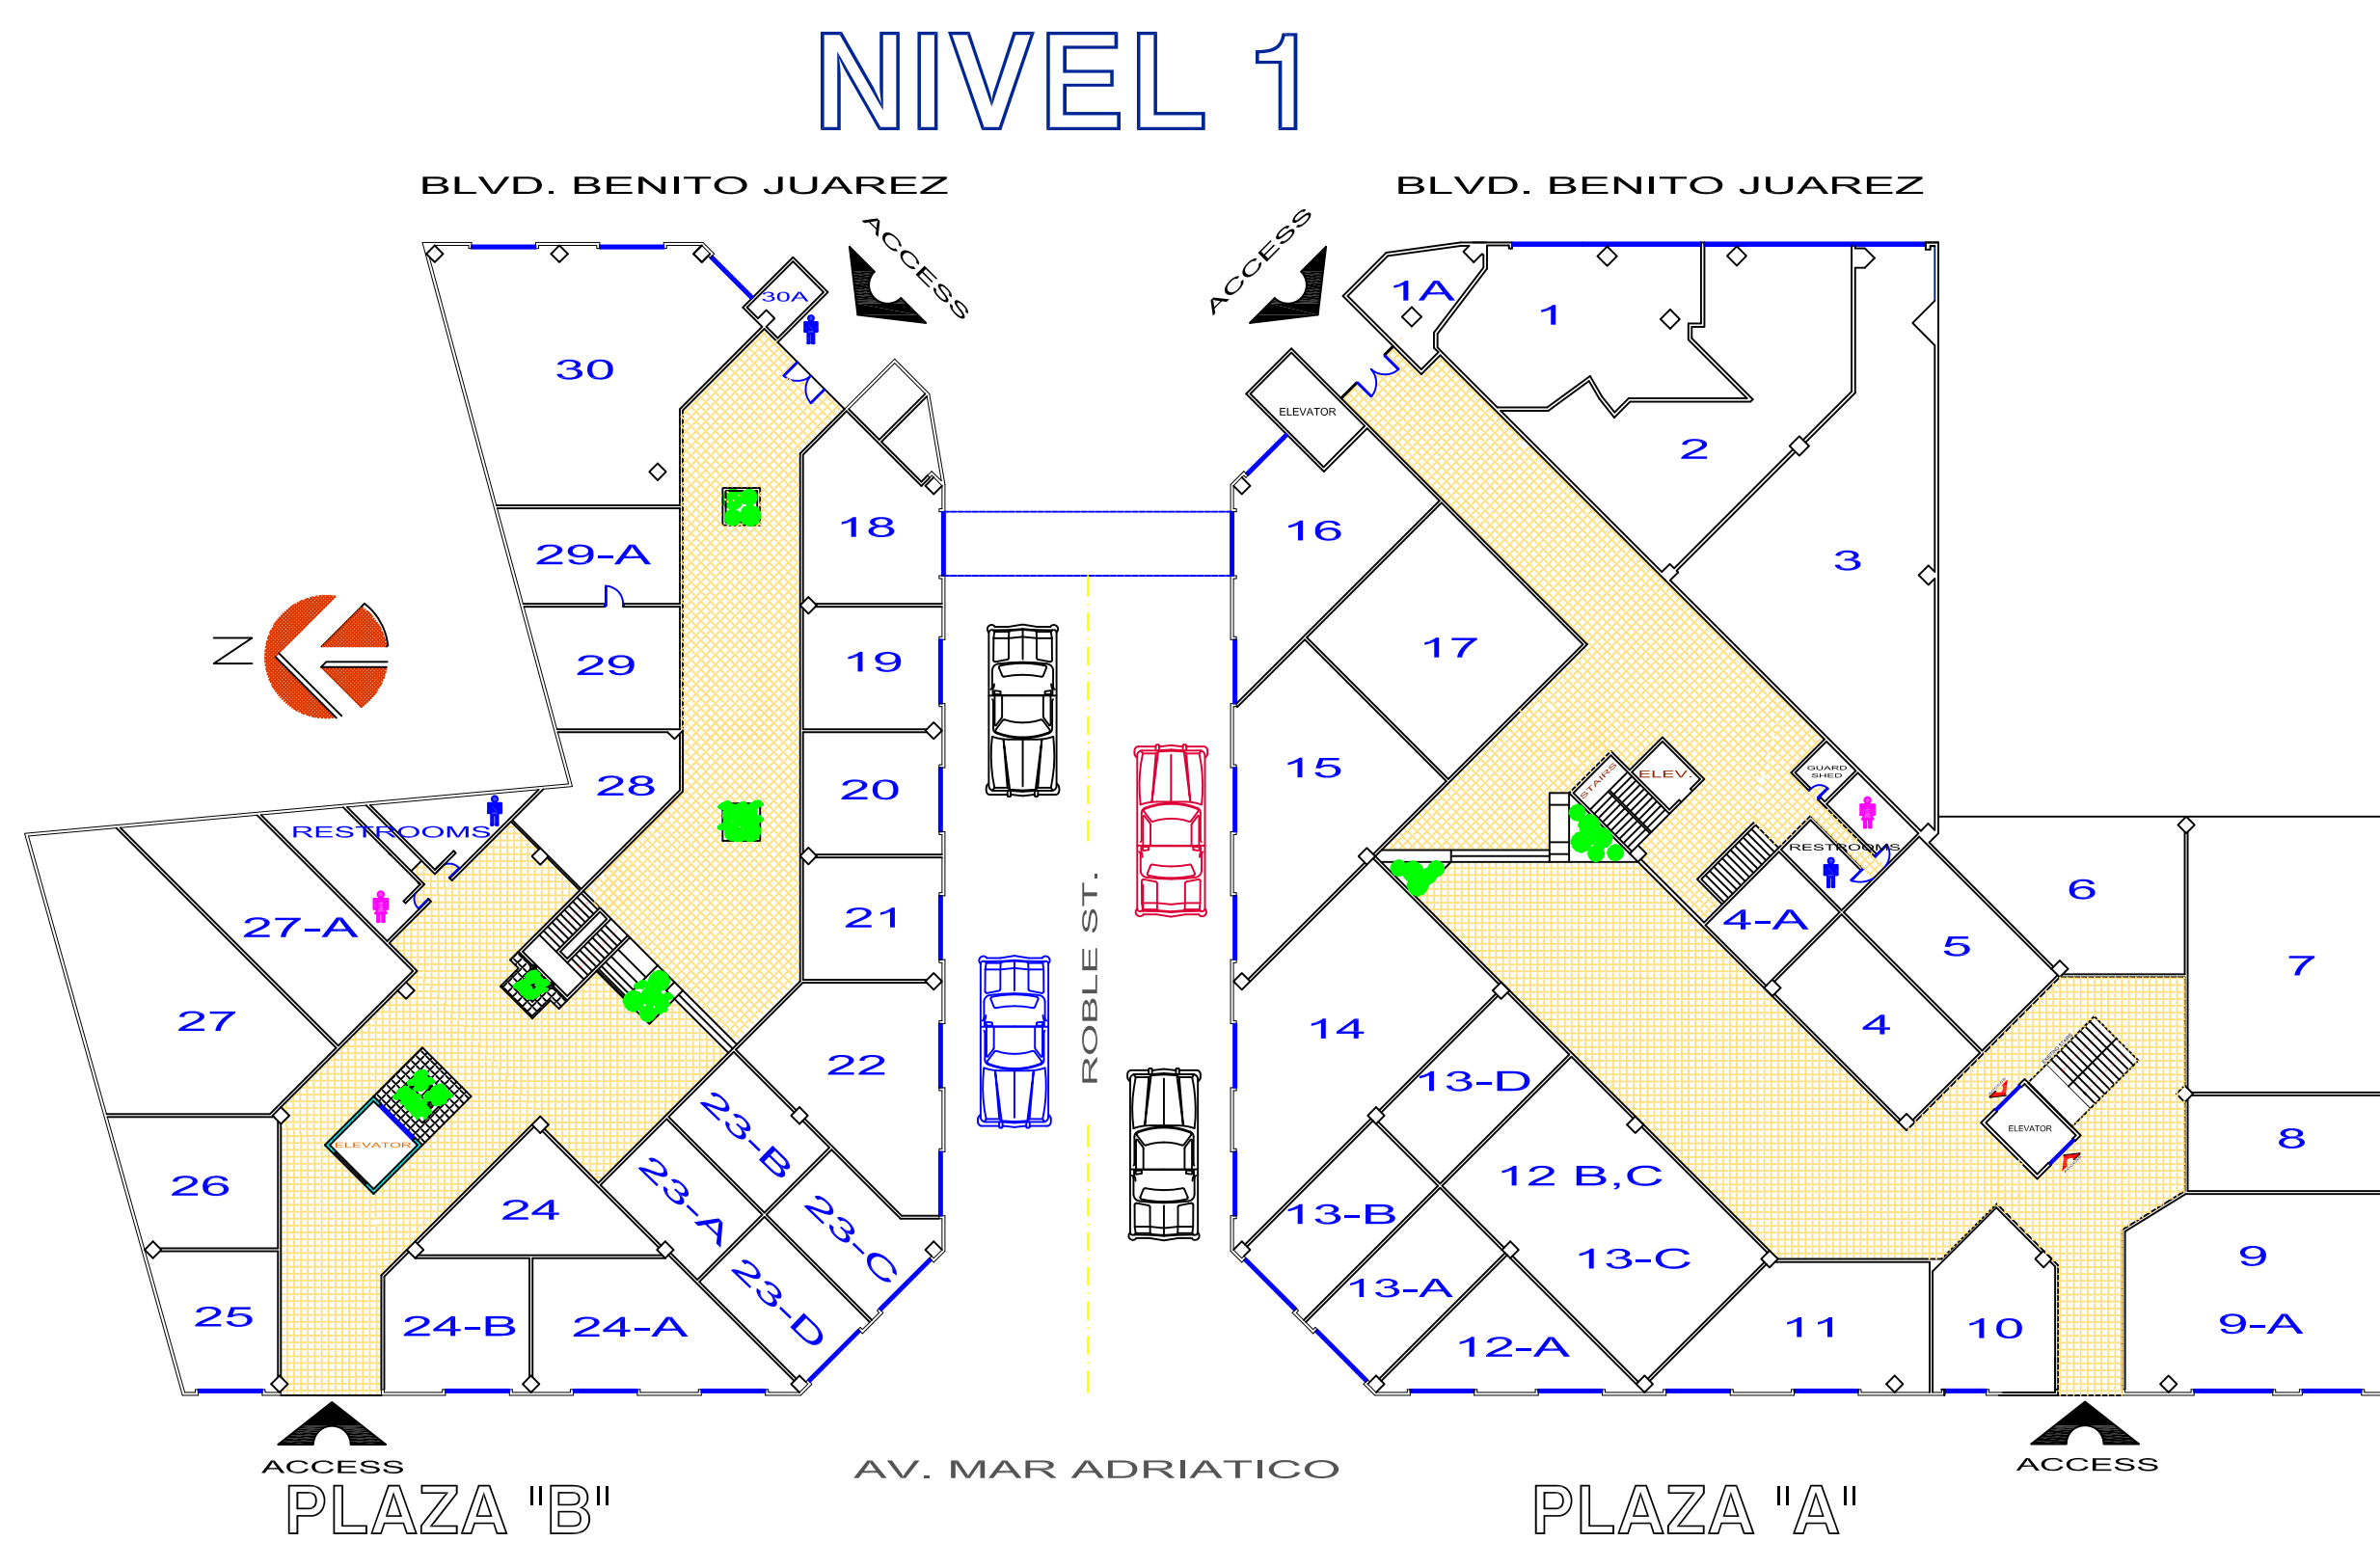 NIVEL 1
BLVD. BENITO JUAREZ
BLVD. BENITO JUAREZ
ACCESS
ACCESS
30A
1A
1
30
ELEVATOR
2
18
16
29-A
3
N
29
19
17
28
20
15
STAIRS
ELEV.
GUARD
SHED
RESTROOMS
RESTROOMS
27-A
21
4-A
6
5
7
ROBLE ST.
27
22
14
4
13-D
23-B
ELEVATOR
ELEVATOR
8
26
24
23-A
23-C
12 B,C
13-B
13-C
9
25
24-B
24-A
23-D
13-A
12-A
11
10
9-A
ACCESS
AV. MAR ADRIATICO
ACCESS
PLAZA "B"
PLAZA "A"